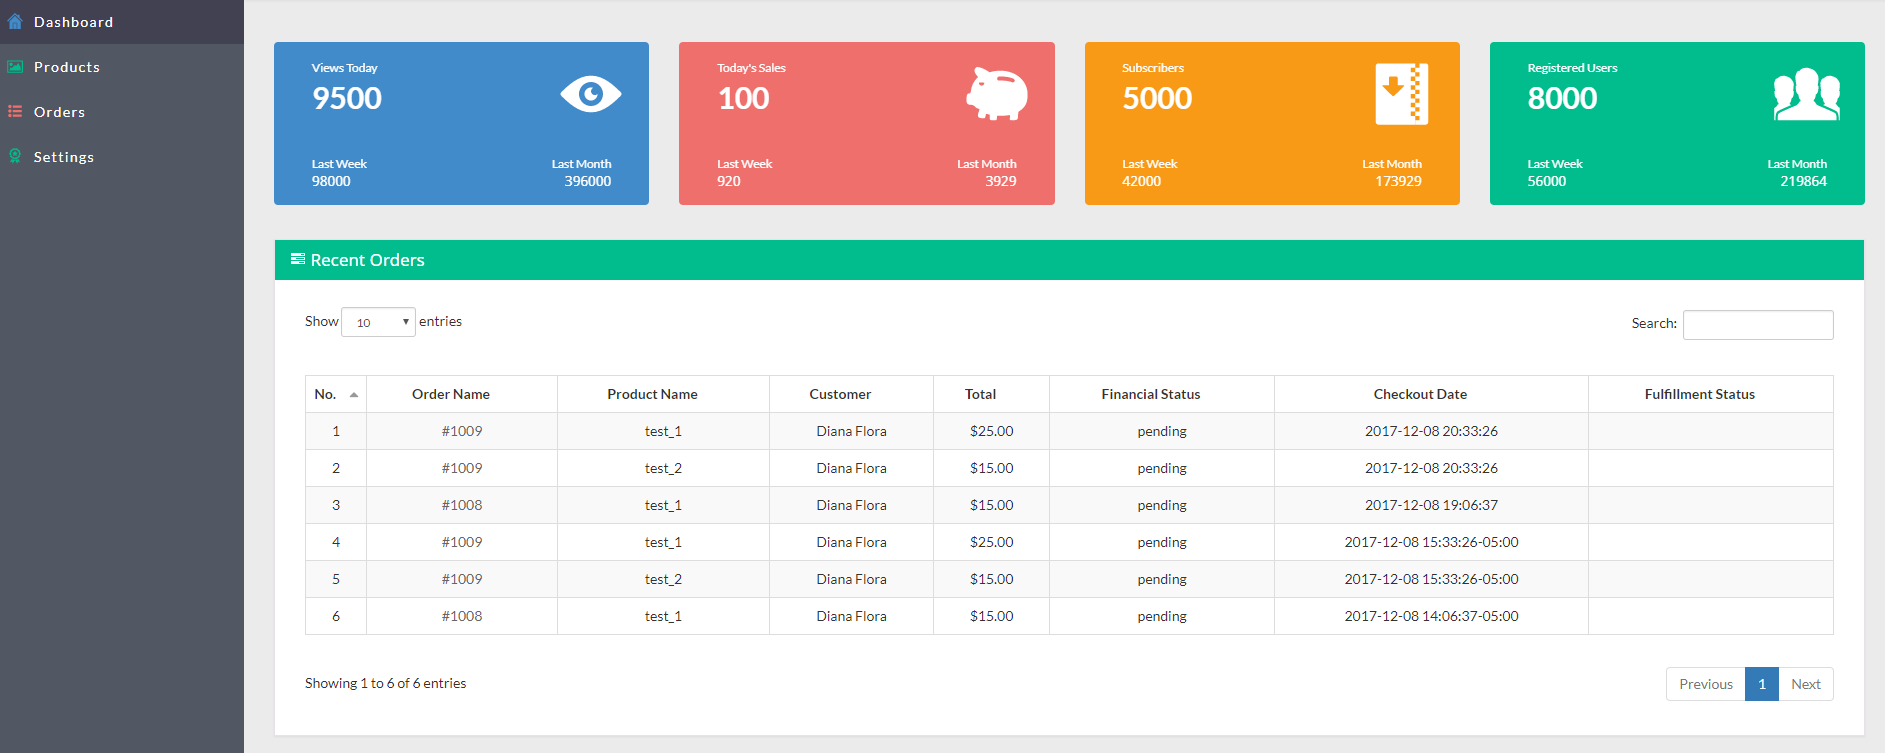 Dashboard
Products
Orders
Settings
Views Today
9500
Last Week Last Month
98000 396000
Today's Sales
100
Last Week Last Month
920 3929
Subscribers
5000
Last Week Last Month
42000 173929
Registered Users
8000
Last Week Last Month
56000 219864
Recent Orders
Show 10 entries Search:
No. Order Name Product Name Customer Total Financial Status Checkout Date Fulfillment Status
1 #1009 test_1 Diana Flora $25.00 pending 2017-12-08 20:33:26
2 #1009 test_2 Diana Flora $15.00 pending 2017-12-08 20:33:26
3 #1008 test_1 Diana Flora $15.00 pending 2017-12-08 19:06:37
4 #1009 test_1 Diana Flora $25.00 pending 2017-12-08 15:33:26-05:00
5 #1009 test_2 Diana Flora $15.00 pending 2017-12-08 15:33:26-05:00
6 #1008 test_1 Diana Flora $15.00 pending 2017-12-08 14:06:37-05:00
Showing 1 to 6 of 6 entries Previous 1 Next